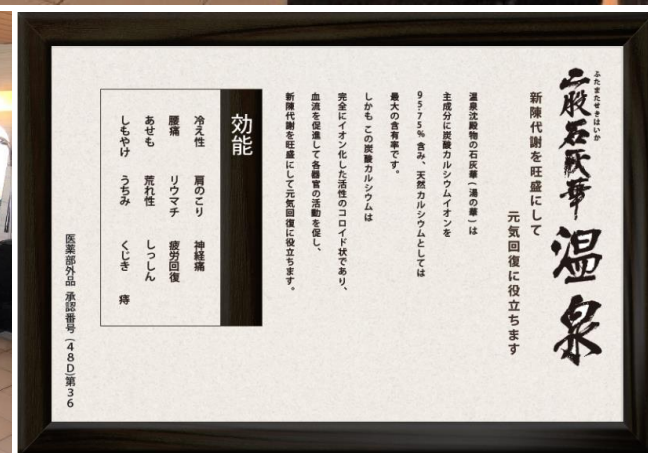 ふたまたせきはいか
二股石灰華 温泉
新陳代謝を旺盛にして
元気回復に役立ちます
温泉沈殿物の石灰華(湯の華)は
主成分に炭酸カルシウムイオンを
95・75% 含み、天然カルシウムとしては
最大の含有率です。
しかも この炭酸カルシウムは
完全にイオン化した活性のコロイド状であり、
血流を促進して各器官の活動を促し、
新陳代謝を旺盛にして元気回復に役立ちます。
効能
冷え性 肩のこり 神経痛
腰痛 リウマチ 疲労回復
あせも 荒れ性 しっしん
しもやけ うちみ くじき 痔
医薬部外品 承認番号(48D)第36